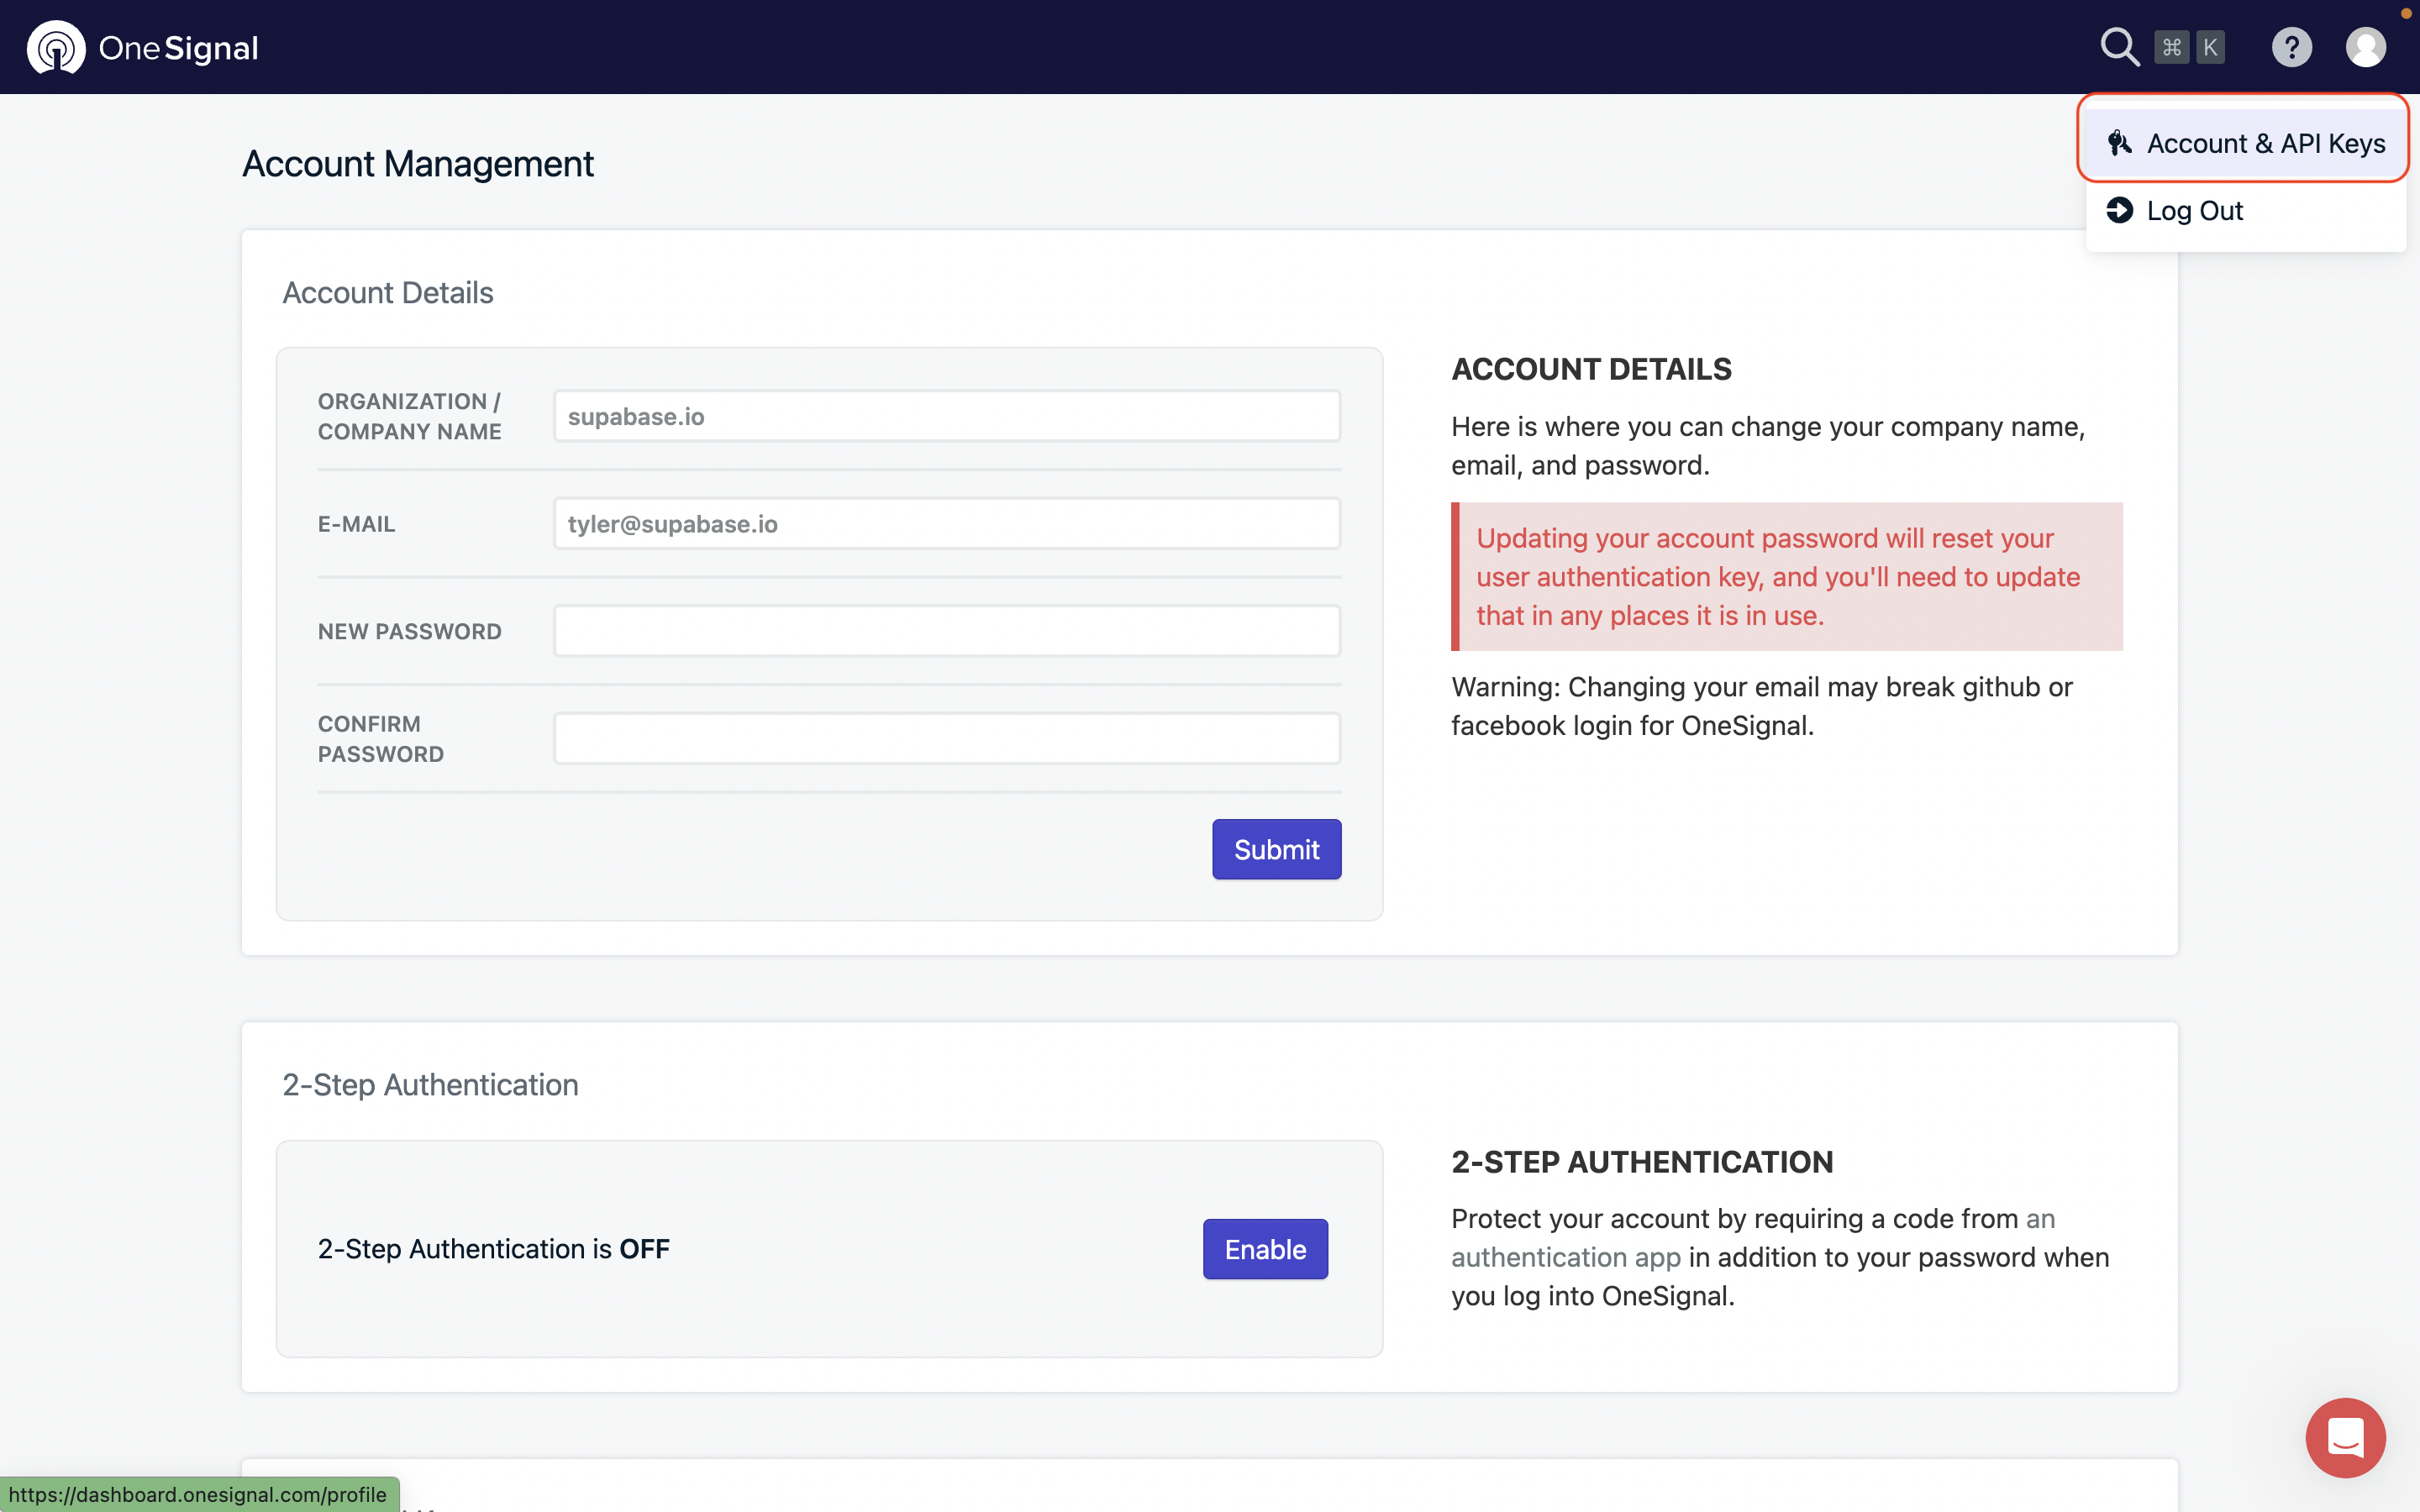 OneSignal
⌘ K
?
Account & API Keys
Log Out
Account Management
Account Details
ORGANIZATION /
COMPANY NAME
supabase.io
E-MAIL
tyler@supabase.io
NEW PASSWORD
CONFIRM
PASSWORD
Submit
ACCOUNT DETAILS
Here is where you can change your company name,
email, and password.
Updating your account password will reset your
user authentication key, and you'll need to update
that in any places it is in use.
Warning: Changing your email may break github or
facebook login for OneSignal.
2-Step Authentication
2-Step Authentication is OFF
Enable
2-STEP AUTHENTICATION
Protect your account by requiring a code from an
authentication app in addition to your password when
you log into OneSignal.
https://dashboard.onesignal.com/profile